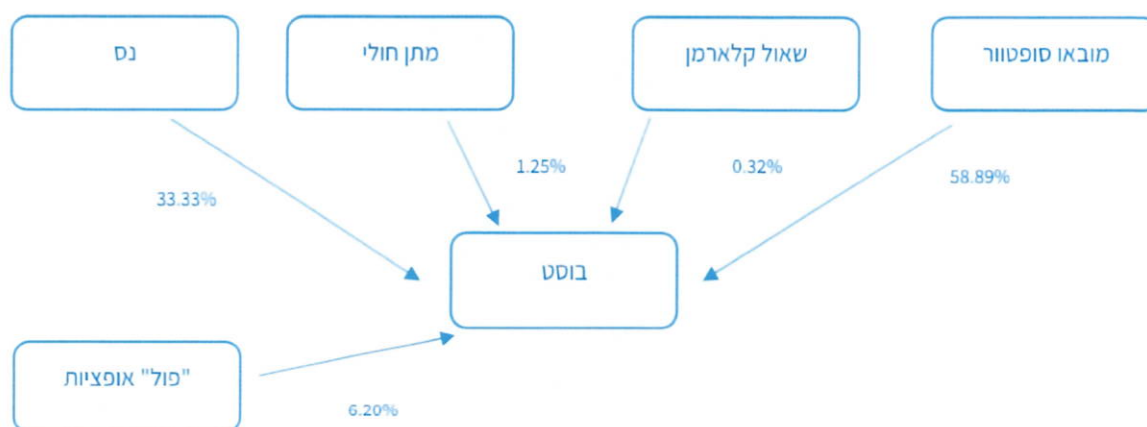 מובאו סופטוור
שאול קלארמן
מתן חולי
נס
58.89%
0.32%
1.25%
33.33%
בוסט
"פול" אופציות
6.20%